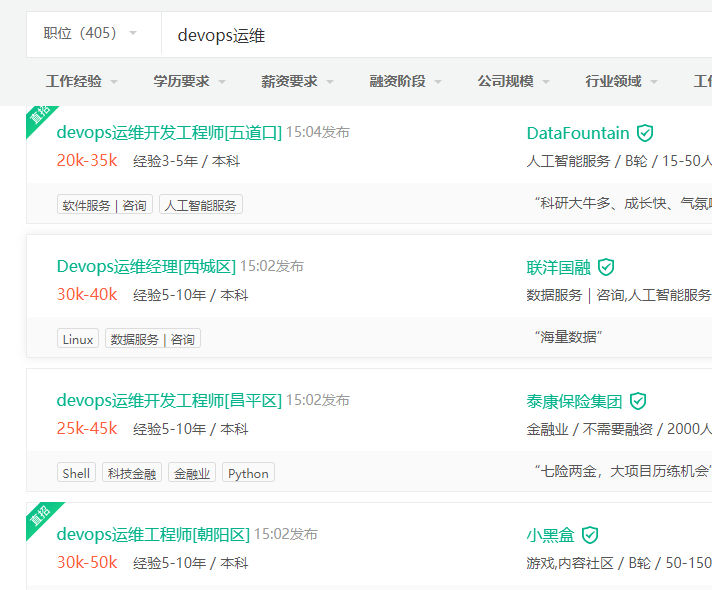 职位（405） devops运维
工作经验 学历要求 薪资要求 融资阶段 公司规模 行业领域
直招
devops运维开发工程师[五道口] 15:04发布 DataFountain
20k-35k 经验3-5年 / 本科 人工智能服务 / B轮 / 15-50人
软件服务｜咨询 人工智能服务 “科研大牛多、成长快、气氛
Devops运维经理[西城区] 15:02发布 联洋国融
30k-40k 经验5-10年 / 本科 数据服务｜咨询,人工智能服务
Linux 数据服务｜咨询 “海量数据”
devops运维开发工程师[昌平区] 15:02发布 泰康保险集团
25k-45k 经验5-10年 / 本科 金融业 / 不需要融资 / 2000人
Shell 科技金融 金融业 Python “七险两金，大项目历练机会”
直招
devops运维工程师[朝阳区] 15:02发布 小黑盒
30k-50k 经验5-10年 / 本科 游戏,内容社区 / B轮 / 50-150